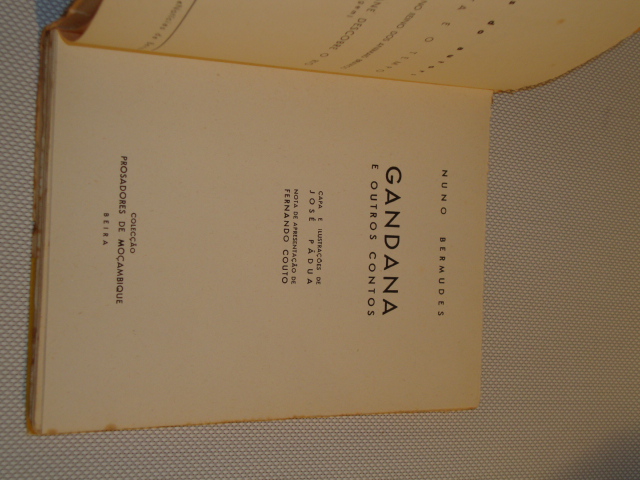 NUNO BERMUDES
GANDANA
E OUTROS CONTOS
CAPA E ILUSTRAÇÕES DE
JOSÉ PÁDUA
NOTA DE APRESENTAÇÃO DE
FERNANDO COUTO
COLECÇÃO
PROSADORES DE MOÇAMBIQUE
BEIRA
DESCOBRE O